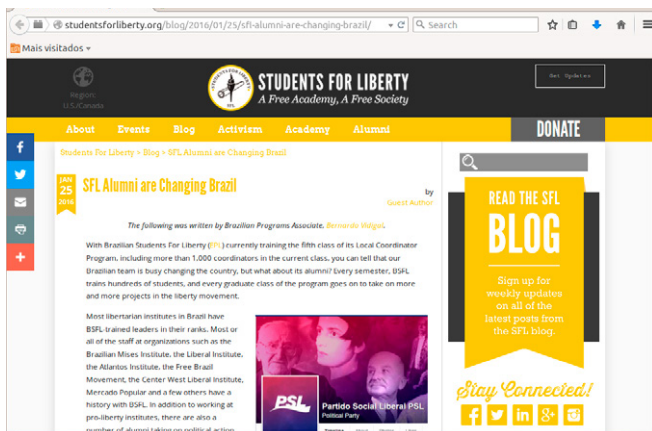 studentsforliberty.org/blog/2016/01/25/sfl-alumni-are-changing-brazil/
Search
Mais visitados
Region:
U.S./Canada
STUDENTS FOR LIBERTY
A Free Academy, A Free Society
Get Updates
About Events Blog Activism Academy Alumni
DONATE
Students For Liberty > Blog > SFL Alumni are Changing Brazil
JAN
25
2016
SFL Alumni are Changing Brazil
by
Guest Author
The following was written by Brazilian Programs Associate, Bernardo Vidigal.
With Brazilian Students For Liberty (EPL) currently training the fifth class of its Local Coordinator
Program, including more than 1,000 coordinators in the current class, you can tell that our
Brazilian team is busy changing the country, but what about its alumni? Every semester, BSFL
trains hundreds of students, and every graduate class of the program goes on to take on more
and more projects in the liberty movement.
Most libertarian institutes in Brazil have
BSFL-trained leaders in their ranks. Most or
all of the staff at organizations such as the
Brazilian Mises Institute, the Liberal Institute,
the Atlantos Institute, the Free Brazil
Movement, the Center West Liberal Institute,
Mercado Popular and a few others have a
history with BSFL. In addition to working at
pro-liberty institutes, there are also a
number of alumni taking on political action
PSL
Partido Social Liberal PSL
Political Party
READ THE SFL
BLOG
Sign up for
weekly updates
on all of the
latest posts from
the SFL blog.
Stay Connected!